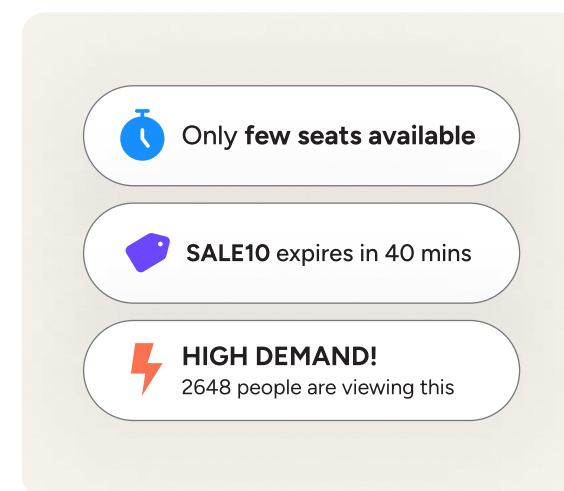 Only few seats available
SALE10 expires in 40 mins
HIGH DEMAND!
2648 people are viewing this